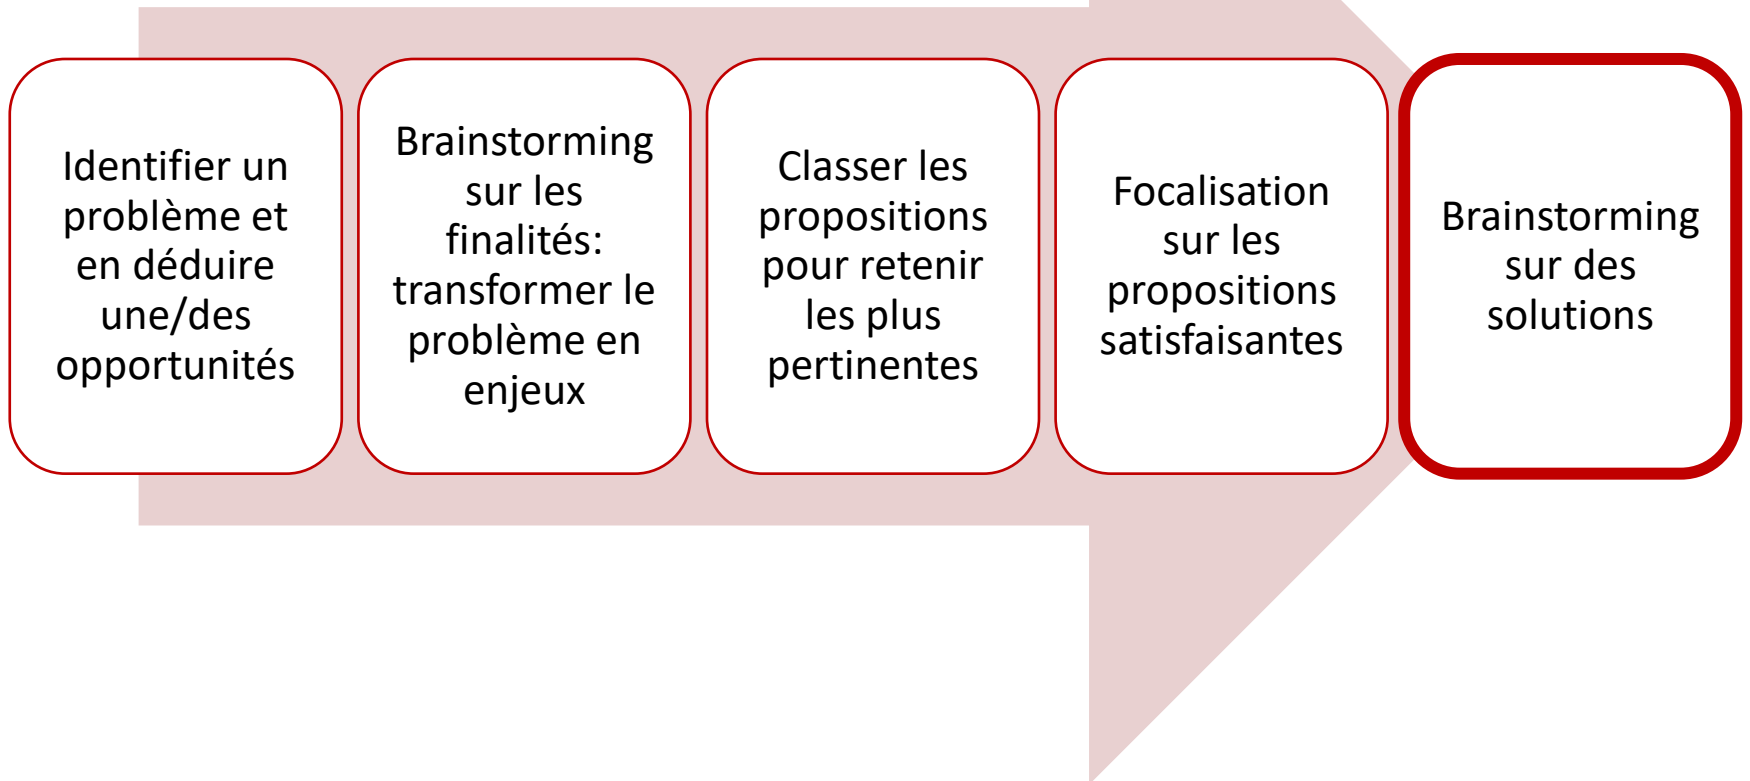 Identifier un
problème et
en déduire
une/des
opportunités
Brainstorming
sur les
finalités:
transformer le
problème en
enjeux
Classer les
propositions
pour retenir
les plus
pertinentes
Focalisation
sur les
propositions
satisfaisantes
Brainstorming
sur des
solutions